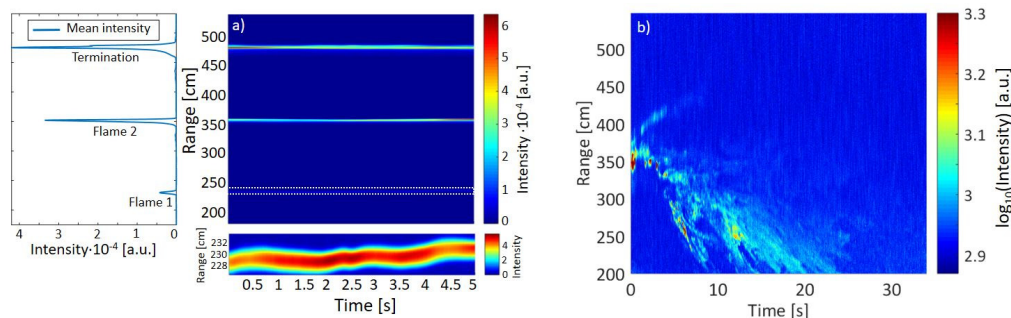 Mean intensity
Termination
Flame 2
Flame 1
4 3 2 1 0
Intensity·10⁻⁴ [a.u.]
a)
Range [cm]
500
450
400
350
300
250
200
6
5
4
3
2
1
0
Intensity ·10⁻⁴ [a.u.]
Range [cm]
232
230
228
4
2
0
Intensity
0.5 1 1.5 2 2.5 3 3.5 4 4.5 5
Time [s]
b)
Range [cm]
500
450
400
350
300
250
200
0 10 20 30
Time [s]
3.3
3.2
3.1
3
2.9
log₁₀(Intensity) [a.u.]